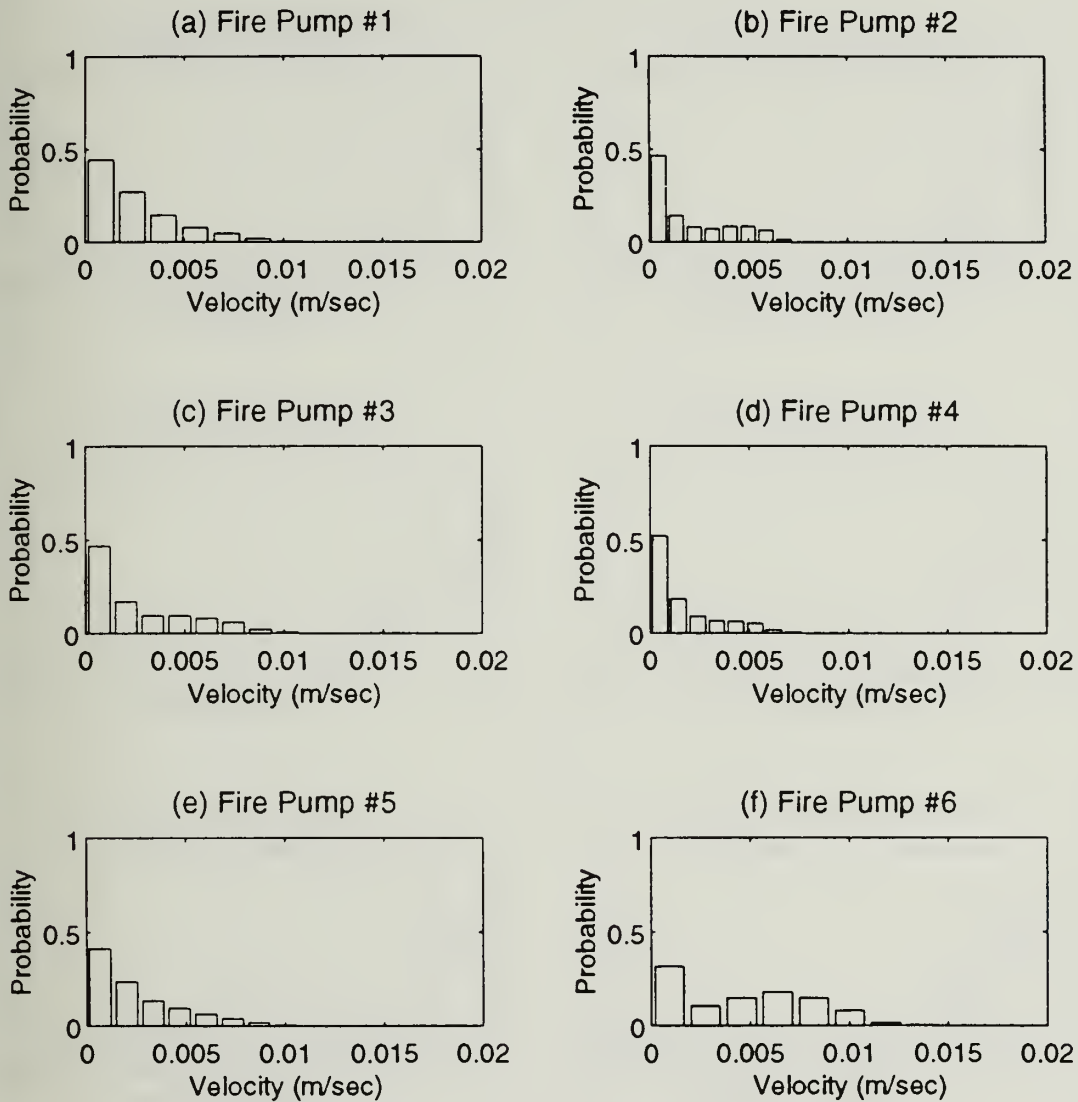 (a) Fire Pump #1
1
0.5
0
Probability
0 0.005 0.01 0.015 0.02
Velocity (m/sec)
(b) Fire Pump #2
1
0.5
0
Probability
0 0.005 0.01 0.015 0.02
Velocity (m/sec)
(c) Fire Pump #3
1
0.5
0
Probability
0 0.005 0.01 0.015 0.02
Velocity (m/sec)
(d) Fire Pump #4
1
0.5
0
Probability
0 0.005 0.01 0.015 0.02
Velocity (m/sec)
(e) Fire Pump #5
1
0.5
0
Probability
0 0.005 0.01 0.015 0.02
Velocity (m/sec)
(f) Fire Pump #6
1
0.5
0
Probability
0 0.005 0.01 0.015 0.02
Velocity (m/sec)